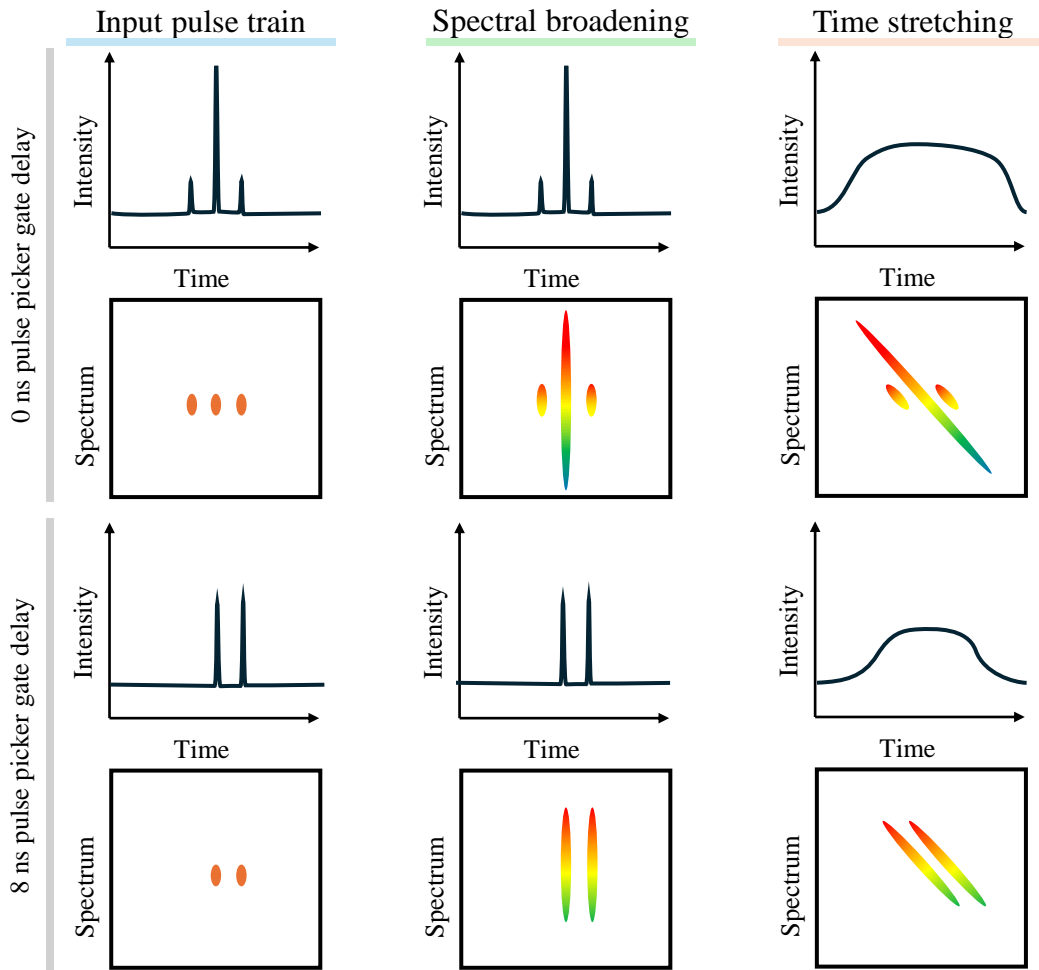 Input pulse train
Spectral broadening
Time stretching
0 ns pulse picker gate delay
Intensity
Time
Intensity
Time
Intensity
Time
Spectrum
Spectrum
Spectrum
8 ns pulse picker gate delay
Intensity
Time
Intensity
Time
Intensity
Time
Spectrum
Spectrum
Spectrum